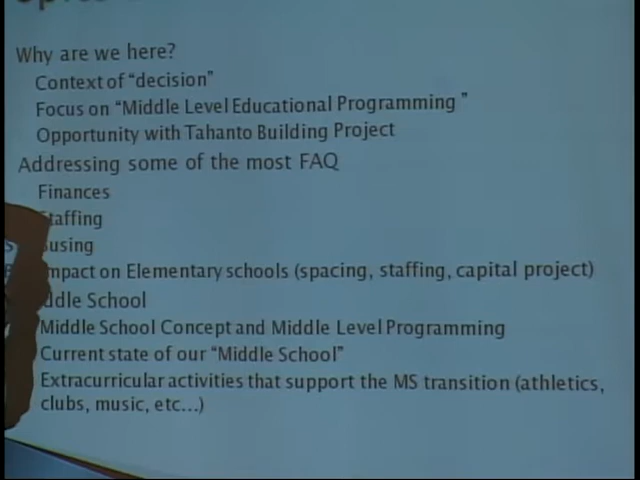 Why are we here?
Context of “decision”
Focus on “Middle Level Educational Programming ”
Opportunity with Tahanto Building Project
Addressing some of the most FAQ
Finances
taffing
using
mpact on Elementary schools (spacing, staffing, capital project)
ddle School
Middle School Concept and Middle Level Programming
Current state of our “Middle School”
Extracurricular activities that support the MS transition (athletics,
clubs, music, etc...)